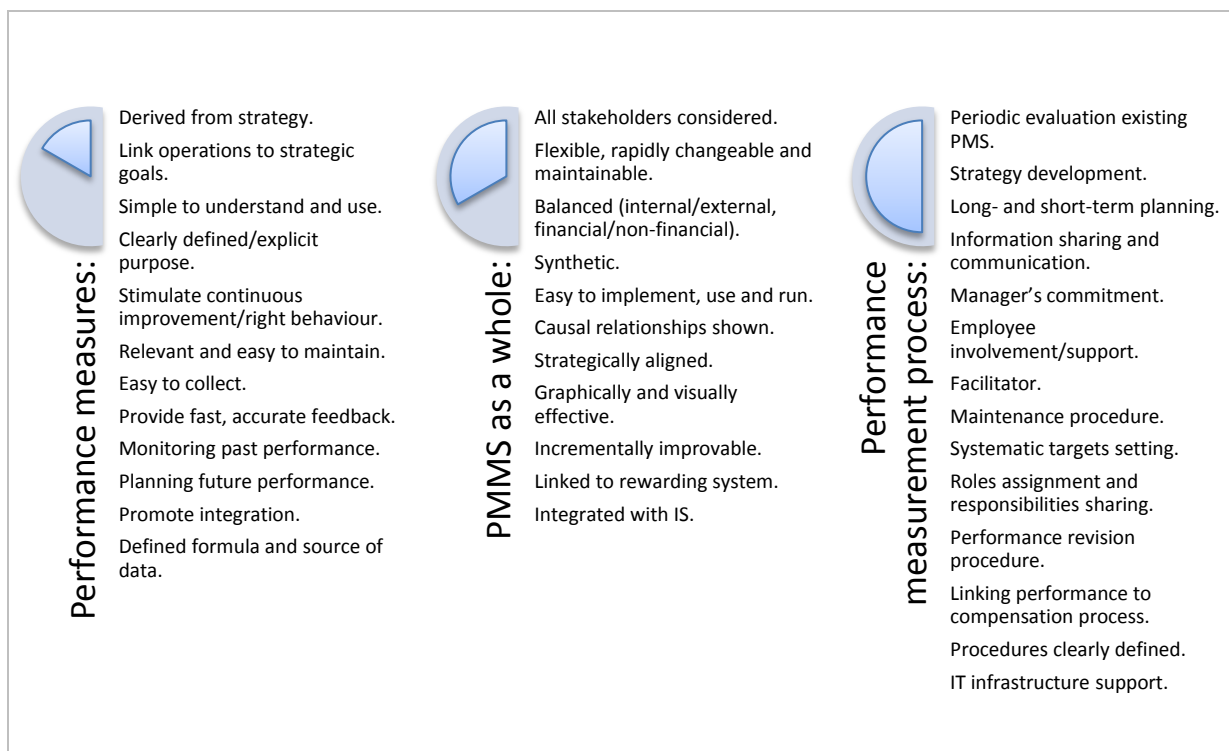 Performance measures:
Derived from strategy.
Link operations to strategic
goals.
Simple to understand and use.
Clearly defined/explicit
purpose.
Stimulate continuous
improvement/right behaviour.
Relevant and easy to maintain.
Easy to collect.
Provide fast, accurate feedback.
Monitoring past performance.
Planning future performance.
Promote integration.
Defined formula and source of
data.
PMMS as a whole:
All stakeholders considered.
Flexible, rapidly changeable and
maintainable.
Balanced (internal/external,
financial/non-financial).
Synthetic.
Easy to implement, use and run.
Causal relationships shown.
Strategically aligned.
Graphically and visually
effective.
Incrementally improvable.
Linked to rewarding system.
Integrated with IS.
Performance
measurement process:
Periodic evaluation existing
PMS.
Strategy development.
Long- and short-term planning.
Information sharing and
communication.
Manager’s commitment.
Employee
involvement/support.
Facilitator.
Maintenance procedure.
Systematic targets setting.
Roles assignment and
responsibilities sharing.
Performance revision
procedure.
Linking performance to
compensation process.
Procedures clearly defined.
IT infrastructure support.